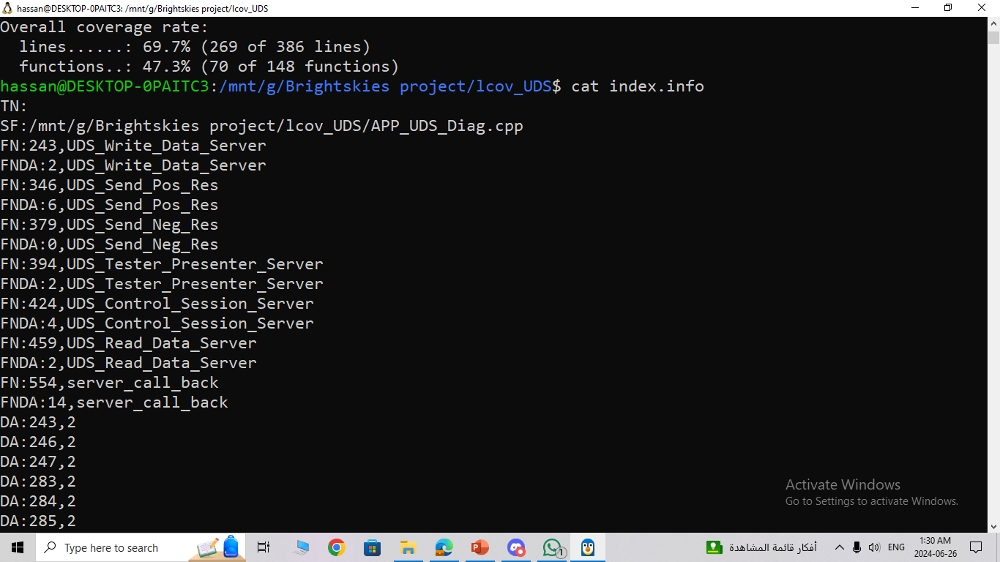 hassan@DESKTOP-0PAITC3: /mnt/g/Brightskies project/lcov_UDS
Overall coverage rate:
  lines......: 69.7% (269 of 386 lines)
  functions..: 47.3% (70 of 148 functions)
hassan@DESKTOP-0PAITC3:/mnt/g/Brightskies project/lcov_UDS$ cat index.info
TN:
SF:/mnt/g/Brightskies project/lcov_UDS/APP_UDS_Diag.cpp
FN:243,UDS_Write_Data_Server
FNDA:2,UDS_Write_Data_Server
FN:346,UDS_Send_Pos_Res
FNDA:6,UDS_Send_Pos_Res
FN:379,UDS_Send_Neg_Res
FNDA:0,UDS_Send_Neg_Res
FN:394,UDS_Tester_Presenter_Server
FNDA:2,UDS_Tester_Presenter_Server
FN:424,UDS_Control_Session_Server
FNDA:4,UDS_Control_Session_Server
FN:459,UDS_Read_Data_Server
FNDA:2,UDS_Read_Data_Server
FN:554,server_call_back
FNDA:14,server_call_back
DA:243,2
DA:246,2
DA:247,2
DA:283,2
DA:284,2
DA:285,2
Activate Windows
Go to Settings to activate Windows.
Type here to search
1
أفكار قائمة المشاهدة
ENG
1:30 AM
2024-06-26